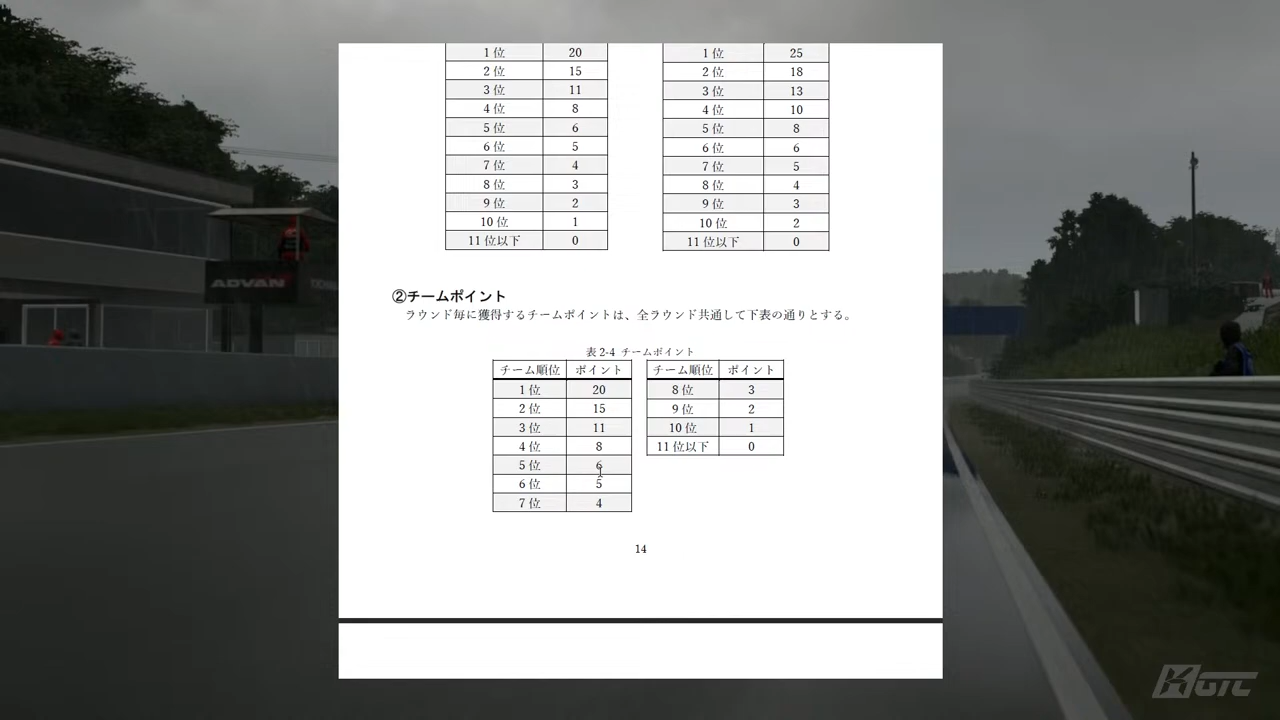 1位 20
2位 15
3位 11
4位 8
5位 6
6位 5
7位 4
8位 3
9位 2
10位 1
11位以下 0
1位 25
2位 18
3位 13
4位 10
5位 8
6位 6
7位 5
8位 4
9位 3
10位 2
11位以下 0
②チームポイント
ラウンド毎に獲得するチームポイントは、全ラウンド共通して下表の通りとする。
表 2-4 チームポイント
チーム順位 ポイント
1位 20
2位 15
3位 11
4位 8
5位 6
6位 5
7位 4
チーム順位 ポイント
8位 3
9位 2
10位 1
11位以下 0
14
ADVAN
GTC